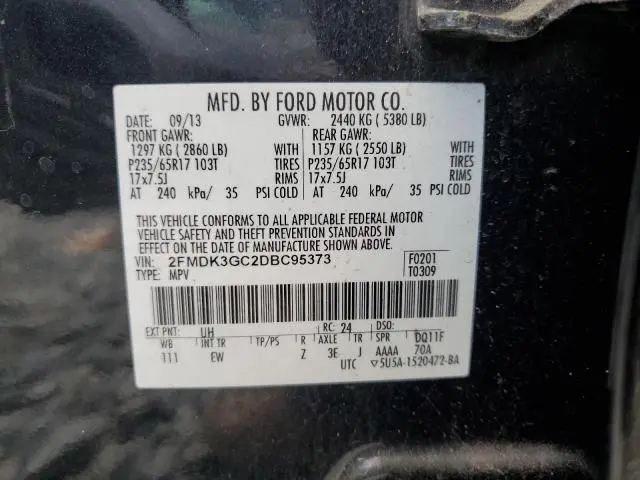 MFD. BY FORD MOTOR CO.
DATE: 09/13 GVWR: 2440 KG ( 5380 LB)
FRONT GAWR: REAR GAWR:
1297 KG ( 2860 LB) WITH 1157 KG ( 2550 LB) WITH
P235/65R17 103T TIRES P235/65R17 103T TIRES
17x7.5J RIMS 17x7.5J RIMS
AT 240 kPa/ 35 PSI COLD AT 240 kPa/ 35 PSI COLD
THIS VEHICLE CONFORMS TO ALL APPLICABLE FEDERAL MOTOR
VEHICLE SAFETY AND THEFT PREVENTION STANDARDS IN
EFFECT ON THE DATE OF MANUFACTURE SHOWN ABOVE.
VIN: 2FMDK3GC2DBC95373 F0201
TYPE: MPV T0309
EXT PNT: UH RC: 24 DSO:
WB INT TR TP/PS R AXLE TR SPR DQ11F
111 EW Z 3E J AAAA 70A
UTC ▽5U5A-1520472-BA